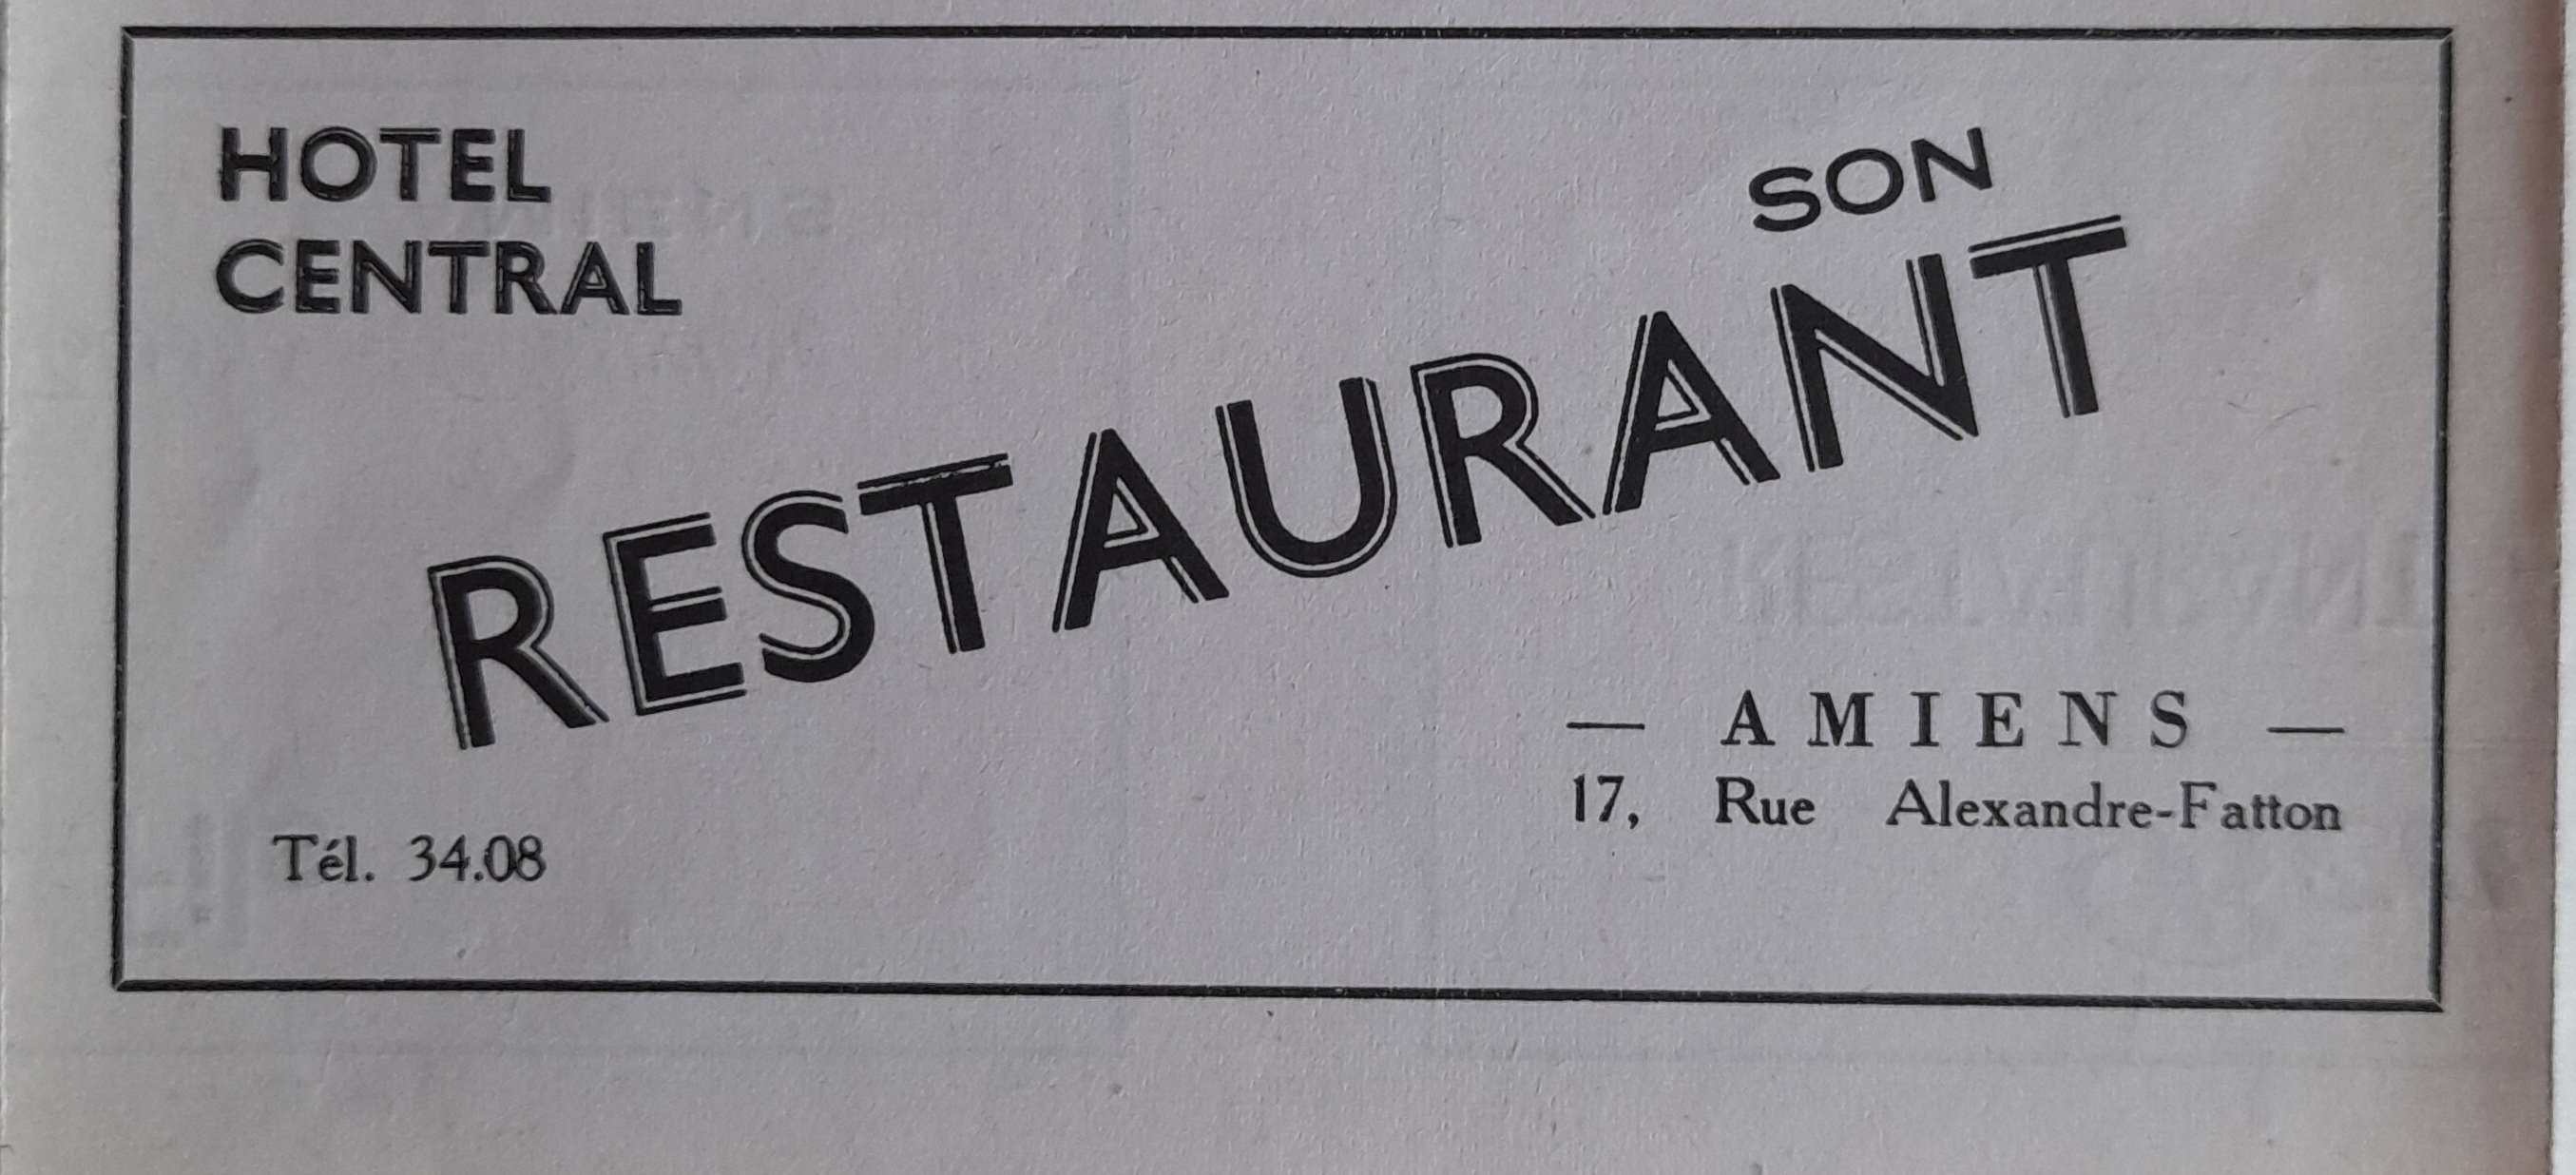 HOTEL
CENTRAL
SON
RESTAURANT
— AMIENS —
17, Rue Alexandre-Fatton
Tél. 34.08